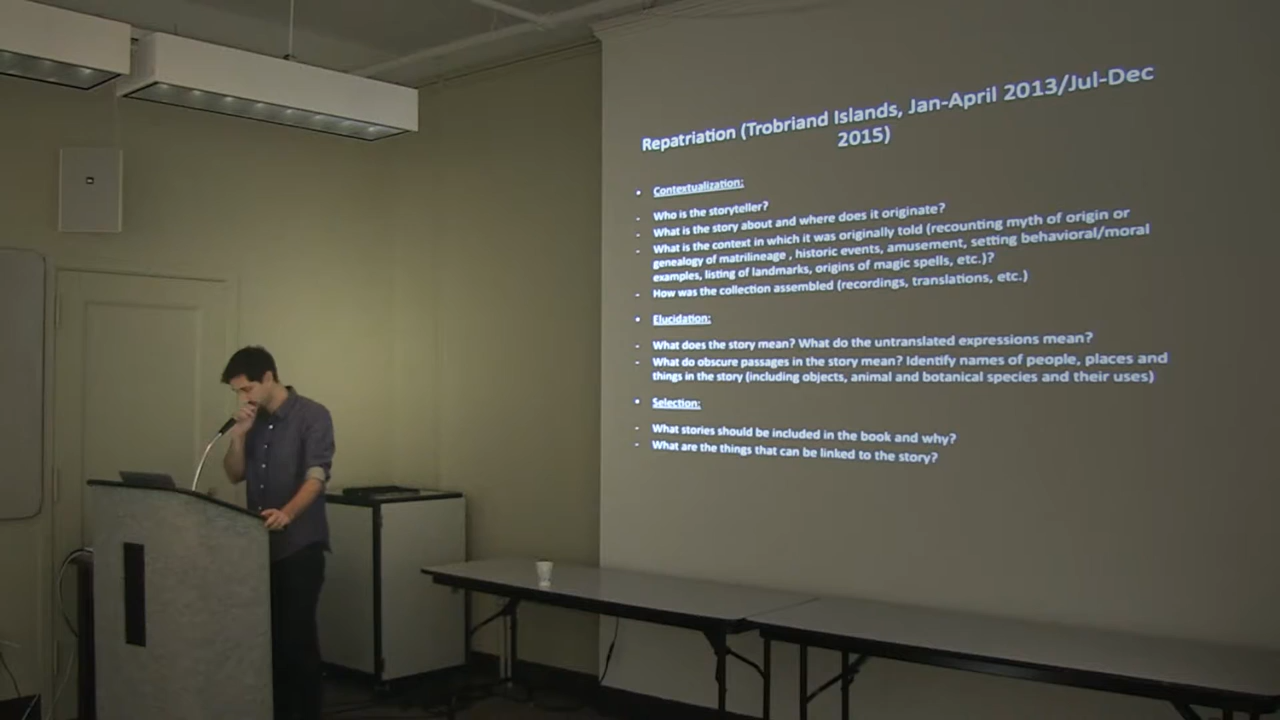 Repatriation (Trobriand Islands, Jan-April 2013/Jul-Dec
2015)
• Contextualization:
- Who is the storyteller?
- What is the story about and where does it originate?
- What is the context in which it was originally told (recounting myth of origin or
genealogy of matrilineage , historic events, amusement, setting behavioral/moral
examples, listing of landmarks, origins of magic spells, etc.)?
- How was the collection assembled (recordings, translations, etc.)
• Elucidation:
- What does the story mean? What do the untranslated expressions mean?
- What do obscure passages in the story mean? Identify names of people, places and
things in the story (including objects, animal and botanical species and their uses)
• Selection:
- What stories should be included in the book and why?
- What are the things that can be linked to the story?